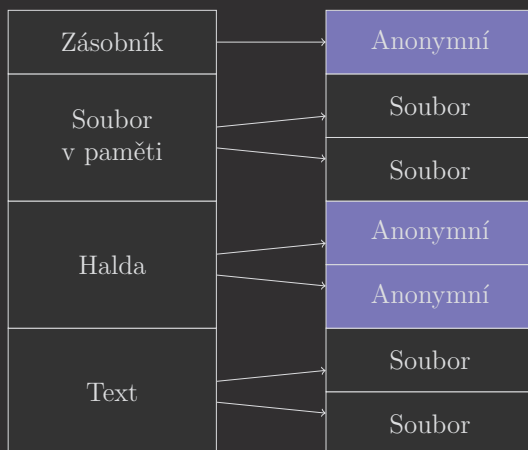 Zásobník
Soubor
v paměti
Halda
Text
Anonymní
Soubor
Soubor
Anonymní
Anonymní
Soubor
Soubor